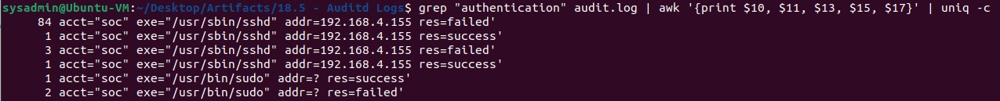 sysadmin@Ubuntu-VM:~/Desktop/Artifacts/18.5 - Auditd Logs$ grep "authentication" audit.log | awk '{print $10, $11, $13, $15, $17}' | uniq -c
84 acct="soc" exe="/usr/sbin/sshd" addr=192.168.4.155 res=failed'
1 acct="soc" exe="/usr/sbin/sshd" addr=192.168.4.155 res=success'
3 acct="soc" exe="/usr/sbin/sshd" addr=192.168.4.155 res=failed'
1 acct="soc" exe="/usr/sbin/sshd" addr=192.168.4.155 res=success'
1 acct="soc" exe="/usr/bin/sudo" addr=? res=success'
2 acct="soc" exe="/usr/bin/sudo" addr=? res=failed'